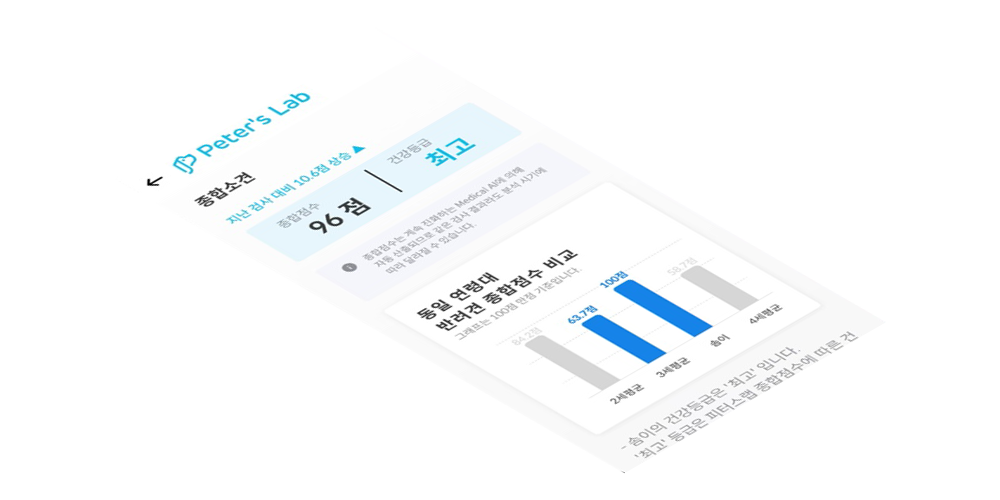 Peter's Lab
종합소견
지난 검사 대비 10.6점 상승 ▲
종합점수
96 점
건강등급
최고
종합점수는 계속 진화하는 Medical AI에 의해
자동 산출되므로 같은 검사 결과라도 분석 시기에
따라 달라질 수 있습니다.
동일 연령대
반려견 종합점수 비교
그래프는 100점 만점 기준입니다.
64.2점
63.7점
100점
58.7점
2세평균
3세평균
송이
4세평균
- 송이의 건강등급은 '최고' 입니다.
'최고' 등급은 피터스랩 종합점수에 따른 건